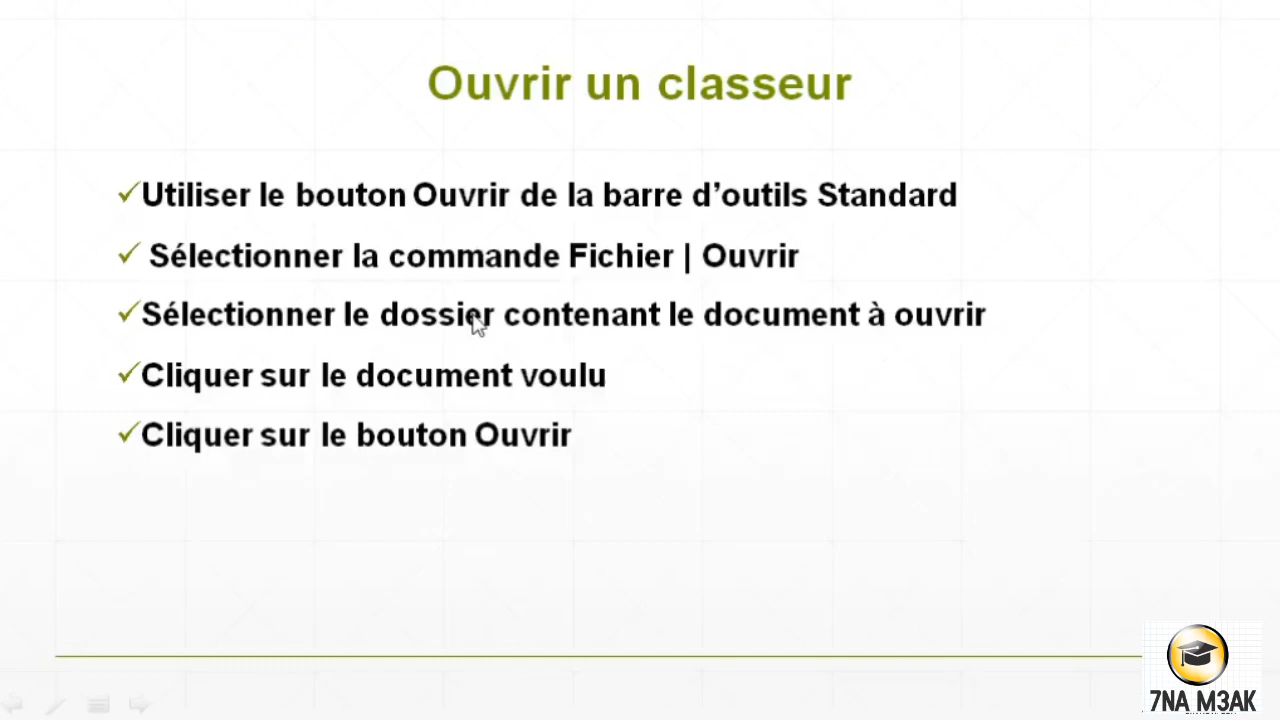 Ouvrir un classeur
Utiliser le bouton Ouvrir de la barre d’outils Standard
Sélectionner la commande Fichier | Ouvrir
Sélectionner le dossier contenant le document à ouvrir
Cliquer sur le document voulu
Cliquer sur le bouton Ouvrir
7NA M3AK